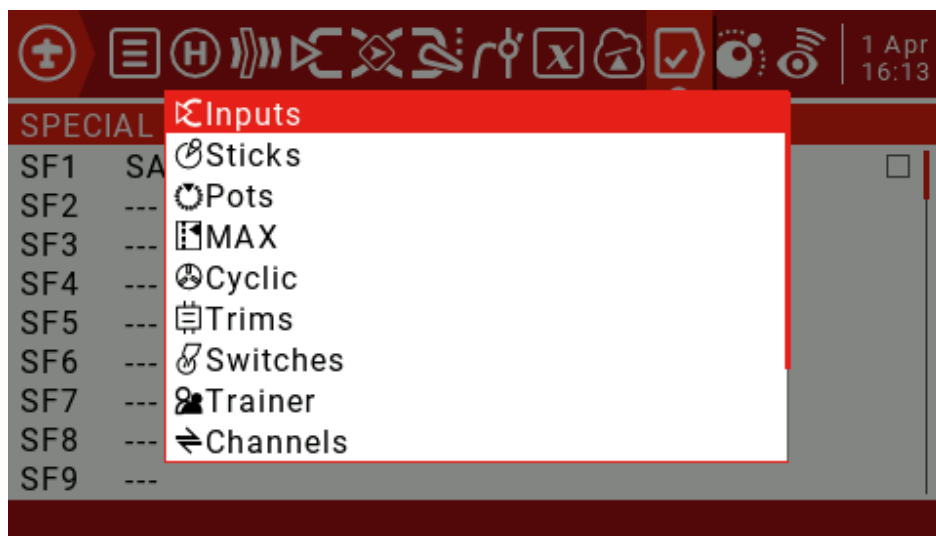 H x 1 Apr
16:13
SPECIAL
Inputs
SF1 SA Sticks
SF2 --- Pots
SF3 --- MAX
SF4 --- Cyclic
SF5 --- Trims
SF6 --- Switches
SF7 --- Trainer
SF8 --- Channels
SF9 ---